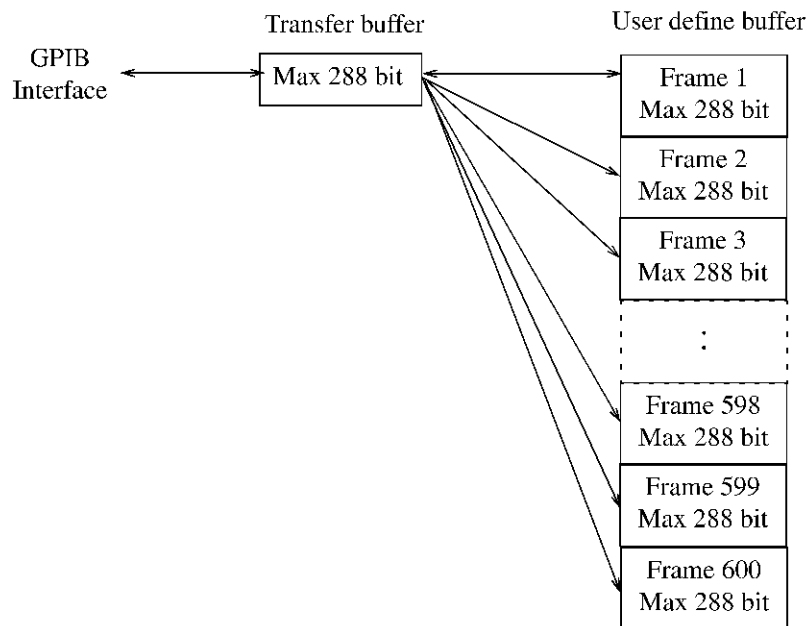 Transfer buffer
User define buffer
GPIB
Interface
Max 288 bit
Frame 1
Max 288 bit
Frame 2
Max 288 bit
Frame 3
Max 288 bit
:
Frame 598
Max 288 bit
Frame 599
Max 288 bit
Frame 600
Max 288 bit